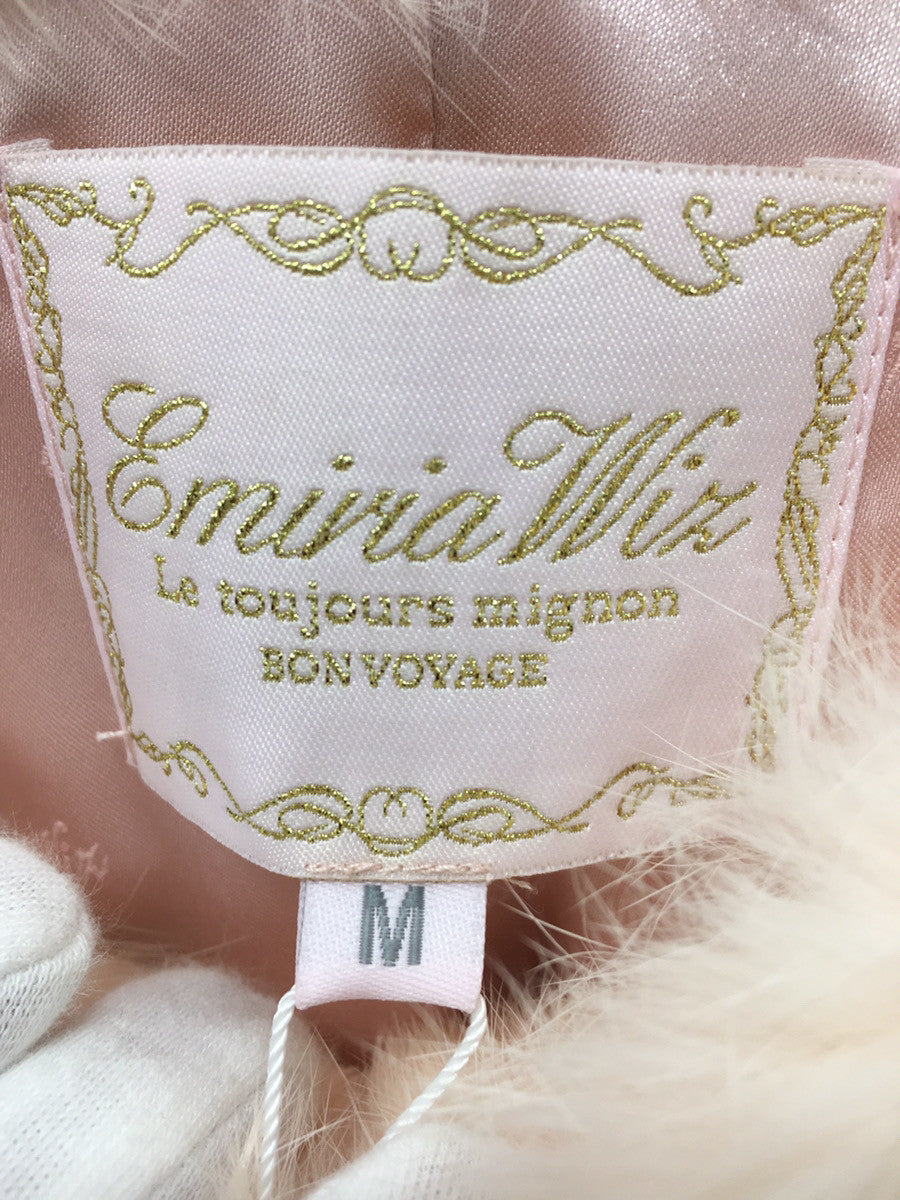 Emiria Wiz
Le toujours mignon
BON VOYAGE
M